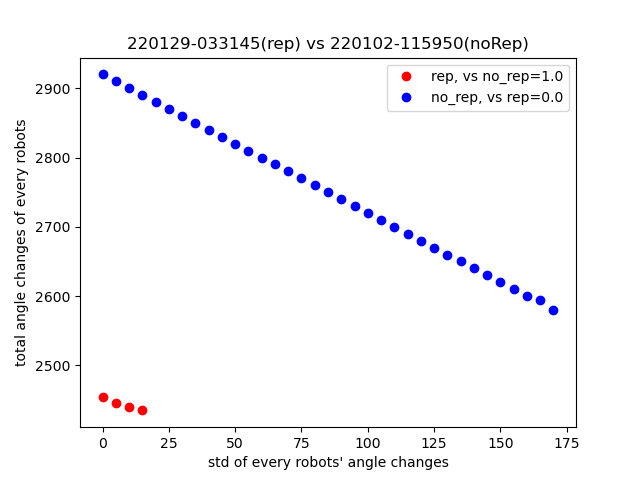 220129-033145(rep) vs 220102-115950(noRep)
rep, vs no_rep=1.0
no_rep, vs rep=0.0
total angle changes of every robots
2900
2800
2700
2600
2500
0 25 50 75 100 125 150 175
std of every robots' angle changes